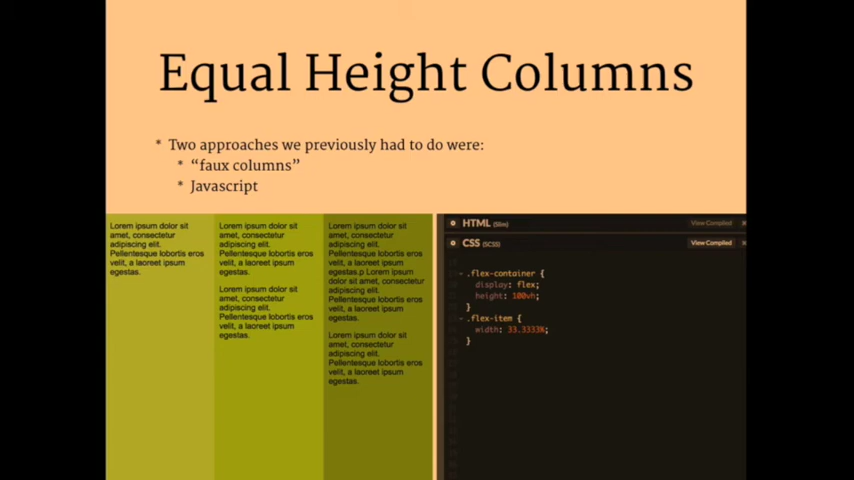 Equal Height Columns
* Two approaches we previously had to do were:
* “faux columns”
* Javascript
Lorem ipsum dolor sit
amet, consectetur
adipiscing elit.
Pellentesque lobortis eros
velit, a laoreet ipsum
egestas.
Lorem ipsum dolor sit
amet, consectetur
adipiscing elit.
Pellentesque lobortis eros
velit, a laoreet ipsum
egestas.
Lorem ipsum dolor sit
amet, consectetur
adipiscing elit.
Pellentesque lobortis eros
velit, a laoreet ipsum
egestas.
Lorem ipsum dolor sit
amet, consectetur
adipiscing elit.
Pellentesque lobortis eros
velit, a laoreet ipsum
egestas.p Lorem ipsum
dolor sit amet, consectetur
adipiscing elit.
Pellentesque lobortis eros
velit, a laoreet ipsum
egestas.
Lorem ipsum dolor sit
amet, consectetur
adipiscing elit.
Pellentesque lobortis eros
velit, a laoreet ipsum
egestas.
HTML (Slim) View Compiled
CSS (SCSS) View Compiled
.flex-container {
display: flex;
height: 100vh;
}
.flex-item {
width: 33.3333%;
}